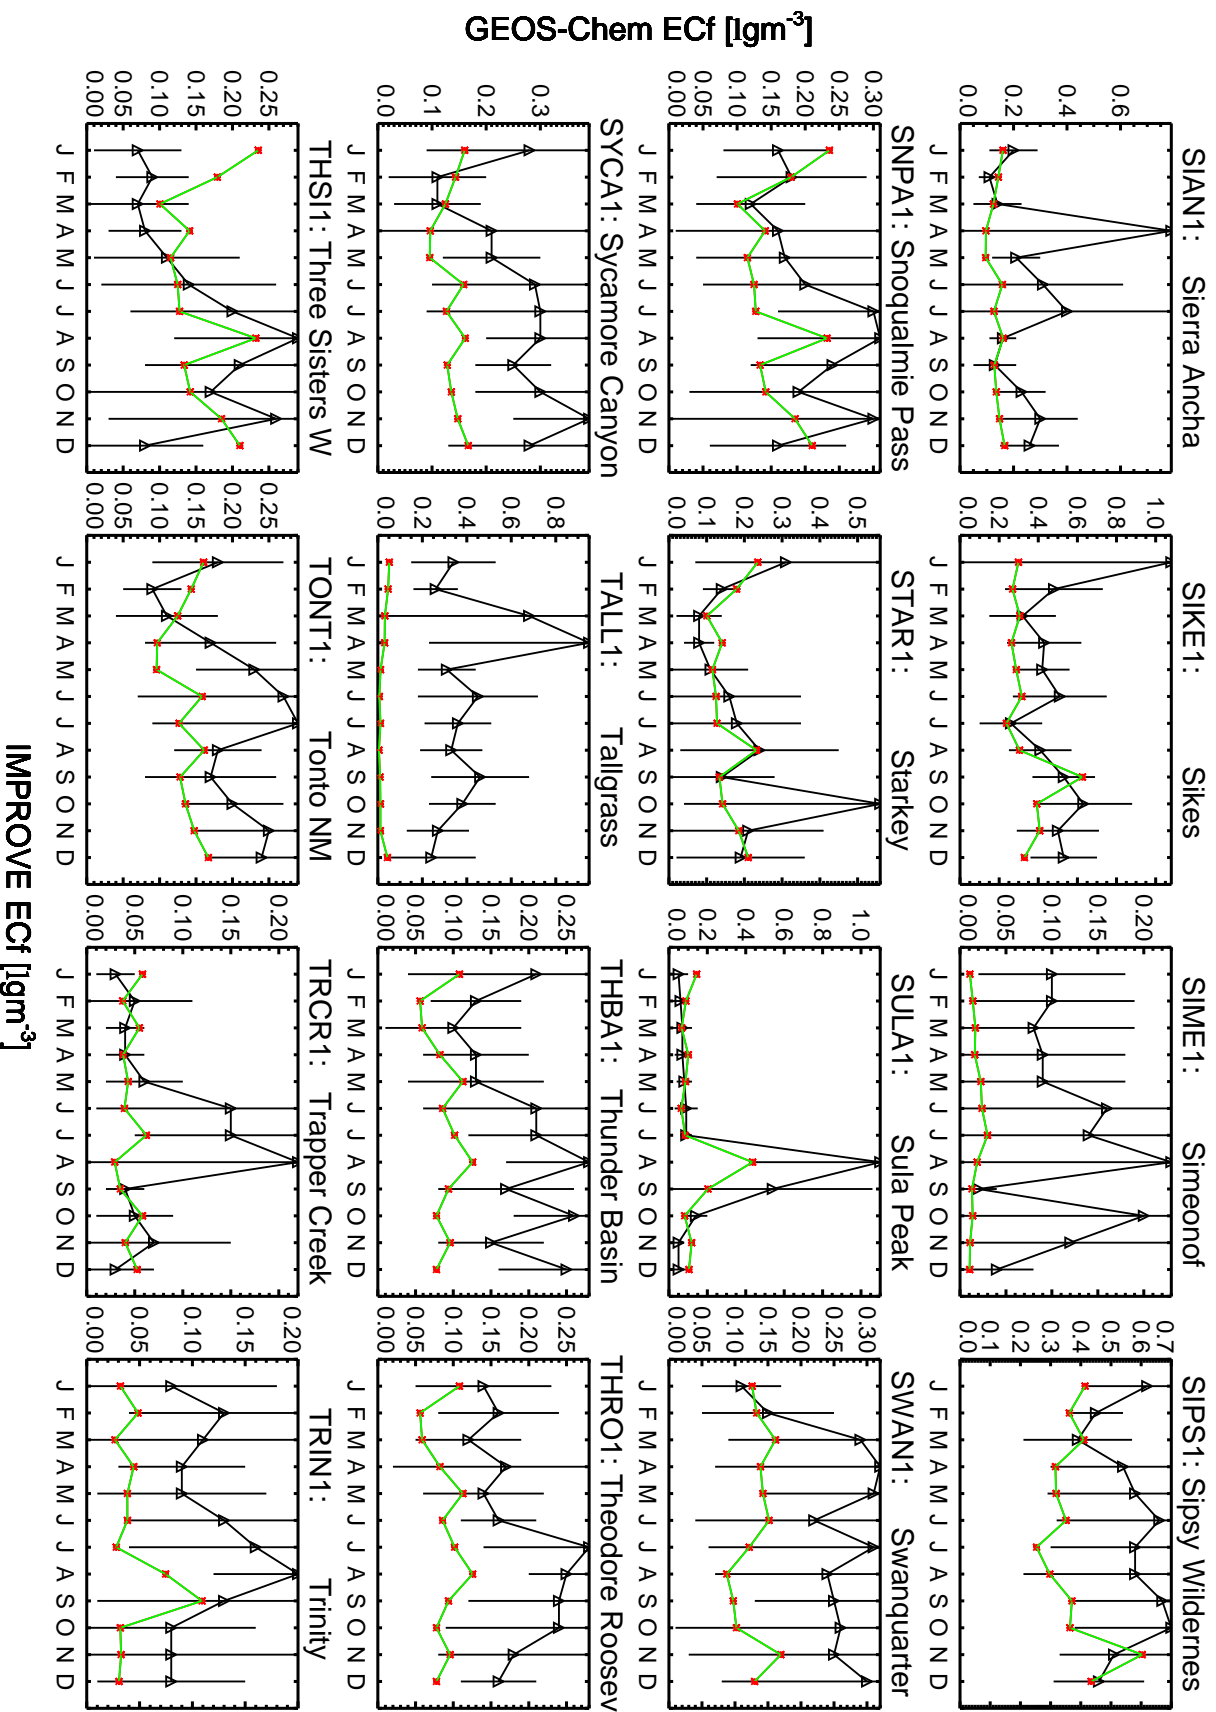 SIAN1: Sierra Ancha
0.6
0.4
0.2
0.0
J F M A M J J A S O N D
SIKE1: Sikes
1.0
0.8
0.6
0.4
0.2
0.0
J F M A M J J A S O N D
SIME1: Simeonof
0.20
0.15
0.10
0.05
0.00
J F M A M J J A S O N D
SIPS1: Sipsy Wildernes
0.7
0.6
0.5
0.4
0.3
0.2
0.1
0.0
J F M A M J J A S O N D
SNPA1: Snoqualmie Pass
0.30
0.25
0.20
0.15
0.10
0.05
0.00
J F M A M J J A S O N D
STAR1: Starkey
0.5
0.4
0.3
0.2
0.1
0.0
J F M A M J J A S O N D
SULA1: Sula Peak
1.0
0.8
0.6
0.4
0.2
0.0
J F M A M J J A S O N D
SWAN1: Swanquarter
0.30
0.25
0.20
0.15
0.10
0.05
0.00
J F M A M J J A S O N D
SYCA1: Sycamore Canyon
0.3
0.2
0.1
0.0
J F M A M J J A S O N D
TALL1: Tallgrass
0.8
0.6
0.4
0.2
0.0
J F M A M J J A S O N D
THBA1: Thunder Basin
0.25
0.20
0.15
0.10
0.05
0.00
J F M A M J J A S O N D
THRO1: Theodore Roosev
0.25
0.20
0.15
0.10
0.05
0.00
J F M A M J J A S O N D
THSI1: Three Sisters W
0.25
0.20
0.15
0.10
0.05
0.00
J F M A M J J A S O N D
TONT1: Tonto NM
0.25
0.20
0.15
0.10
0.05
0.00
J F M A M J J A S O N D
TRCR1: Trapper Creek
0.20
0.15
0.10
0.05
0.00
J F M A M J J A S O N D
TRIN1: Trinity
0.20
0.15
0.10
0.05
0.00
J F M A M J J A S O N D
GEOS-Chem ECf [1gm-3]
IMPROVE ECf [1gm-3]